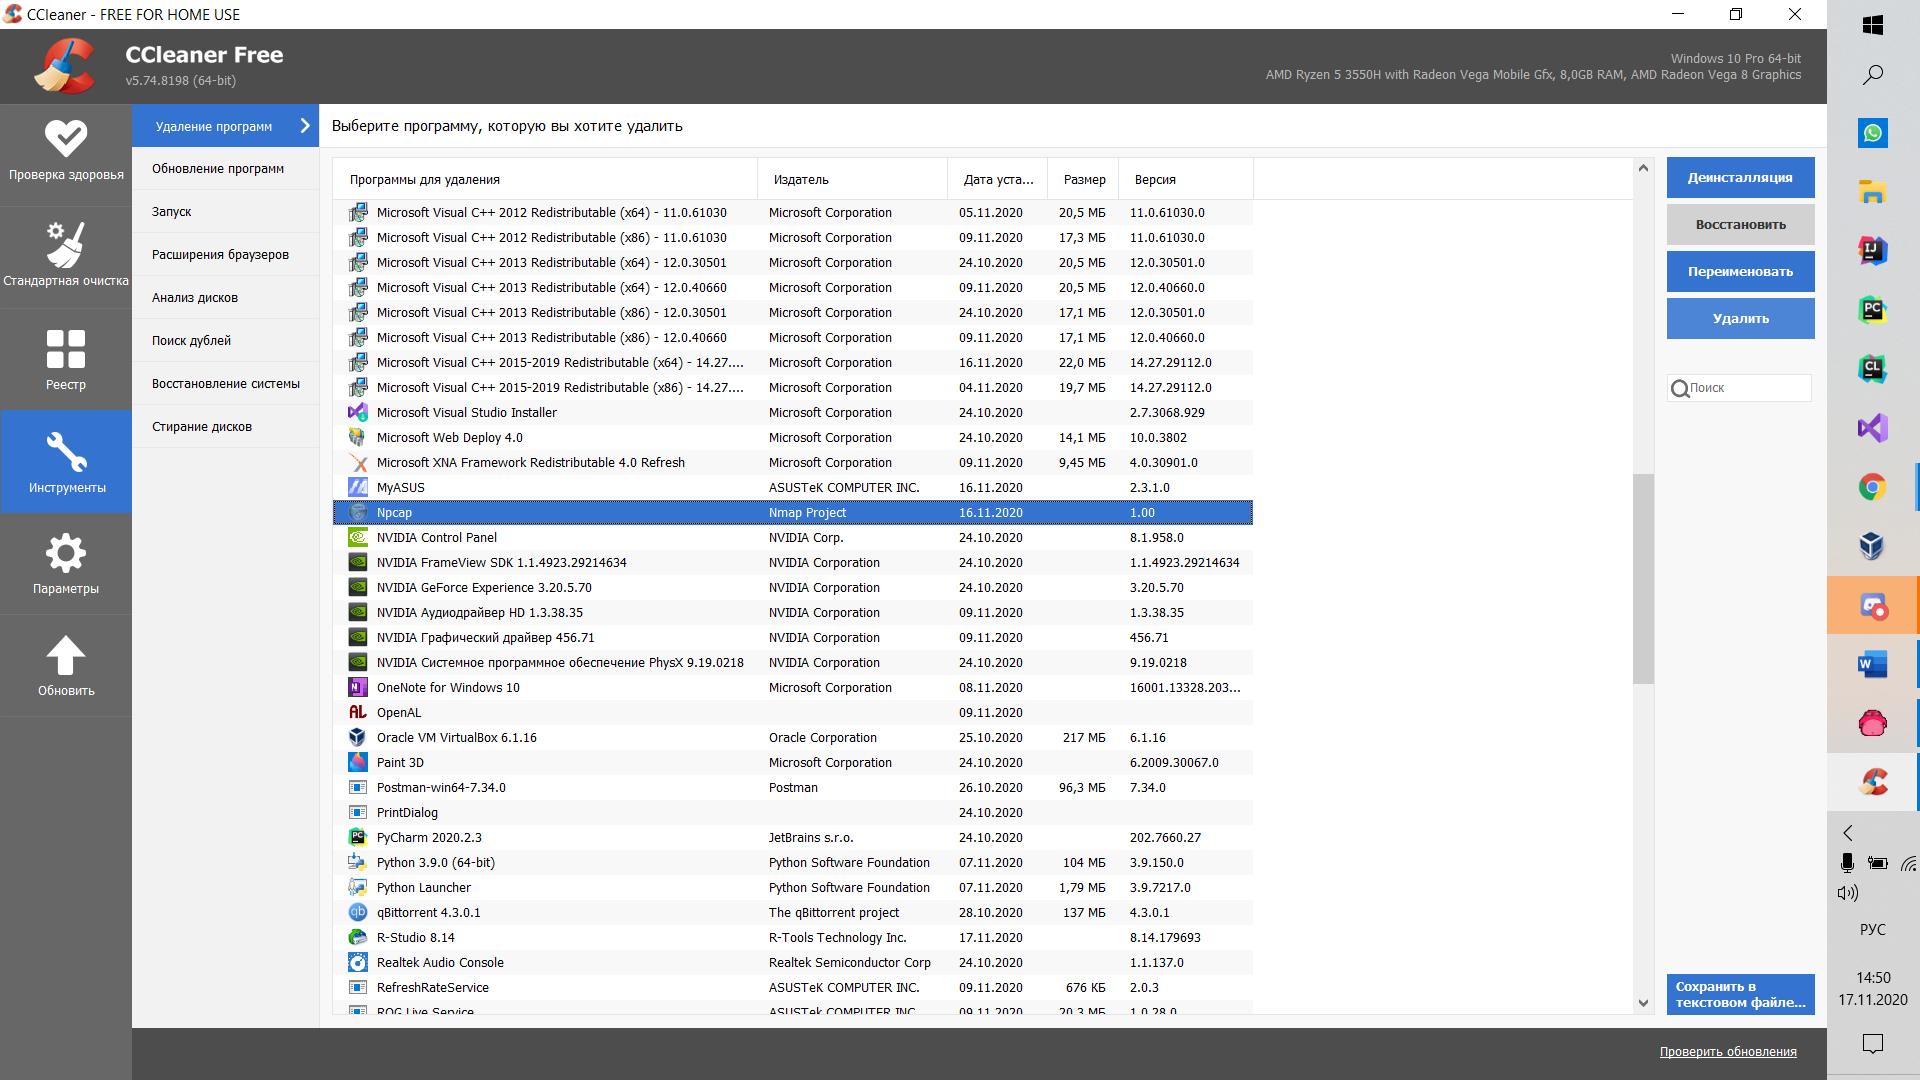 CCleaner - FREE FOR HOME USE
CCleaner Free
v5.74.8198 (64-bit)
Windows 10 Pro 64-bit
AMD Ryzen 5 3550H with Radeon Vega Mobile Gfx, 8,0GB RAM, AMD Radeon Vega 8 Graphics
Проверка здоровья
Стандартная очистка
Реестр
Инструменты
Параметры
Обновить
Удаление программ
Обновление программ
Запуск
Расширения браузеров
Анализ дисков
Поиск дублей
Восстановление системы
Стирание дисков
Выберите программу, которую вы хотите удалить
Программы для удаления Издатель Дата уста... Размер Версия
Microsoft Visual C++ 2012 Redistributable (x64) - 11.0.61030 Microsoft Corporation 05.11.2020 20,5 МБ 11.0.61030.0
Microsoft Visual C++ 2012 Redistributable (x86) - 11.0.61030 Microsoft Corporation 09.11.2020 17,3 МБ 11.0.61030.0
Microsoft Visual C++ 2013 Redistributable (x64) - 12.0.30501 Microsoft Corporation 24.10.2020 20,5 МБ 12.0.30501.0
Microsoft Visual C++ 2013 Redistributable (x64) - 12.0.40660 Microsoft Corporation 09.11.2020 20,5 МБ 12.0.40660.0
Microsoft Visual C++ 2013 Redistributable (x86) - 12.0.30501 Microsoft Corporation 24.10.2020 17,1 МБ 12.0.30501.0
Microsoft Visual C++ 2013 Redistributable (x86) - 12.0.40660 Microsoft Corporation 09.11.2020 17,1 МБ 12.0.40660.0
Microsoft Visual C++ 2015-2019 Redistributable (x64) - 14.27.... Microsoft Corporation 16.11.2020 22,0 МБ 14.27.29112.0
Microsoft Visual C++ 2015-2019 Redistributable (x86) - 14.27.... Microsoft Corporation 04.11.2020 19,7 МБ 14.27.29112.0
Microsoft Visual Studio Installer Microsoft Corporation 24.10.2020 2.7.3068.929
Microsoft Web Deploy 4.0 Microsoft Corporation 24.10.2020 14,1 МБ 10.0.3802
Microsoft XNA Framework Redistributable 4.0 Refresh Microsoft Corporation 09.11.2020 9,45 МБ 4.0.30901.0
MyASUS ASUSTeK COMPUTER INC. 16.11.2020 2.3.1.0
Npcap Nmap Project 16.11.2020 1.00
NVIDIA Control Panel NVIDIA Corp. 24.10.2020 8.1.958.0
NVIDIA FrameView SDK 1.1.4923.29214634 NVIDIA Corporation 24.10.2020 1.1.4923.29214634
NVIDIA GeForce Experience 3.20.5.70 NVIDIA Corporation 24.10.2020 3.20.5.70
NVIDIA Аудиодрайвер HD 1.3.38.35 NVIDIA Corporation 09.11.2020 1.3.38.35
NVIDIA Графический драйвер 456.71 NVIDIA Corporation 09.11.2020 456.71
NVIDIA Системное программное обеспечение PhysX 9.19.0218 NVIDIA Corporation 24.10.2020 9.19.0218
OneNote for Windows 10 Microsoft Corporation 08.11.2020 16001.13328.203...
OpenAL 09.11.2020
Oracle VM VirtualBox 6.1.16 Oracle Corporation 25.10.2020 217 МБ 6.1.16
Paint 3D Microsoft Corporation 24.10.2020 6.2009.30067.0
Postman-win64-7.34.0 Postman 26.10.2020 96,3 МБ 7.34.0
PrintDialog 24.10.2020
PyCharm 2020.2.3 JetBrains s.r.o. 24.10.2020 202.7660.27
Python 3.9.0 (64-bit) Python Software Foundation 07.11.2020 104 МБ 3.9.150.0
Python Launcher Python Software Foundation 07.11.2020 1,79 МБ 3.9.7217.0
qBittorrent 4.3.0.1 The qBittorrent project 28.10.2020 137 МБ 4.3.0.1
R-Studio 8.14 R-Tools Technology Inc. 17.11.2020 8.14.179693
Realtek Audio Console Realtek Semiconductor Corp 24.10.2020 1.1.137.0
RefreshRateService ASUSTeK COMPUTER INC. 09.11.2020 676 КБ 2.0.3
ROG Live Service ASUSTeK COMPUTER INC. 09.11.2020 20,3 МБ 1.0.28.0
Деинсталляция
Восстановить
Переименовать
Удалить
Поиск
Сохранить в
текстовом файле...
Проверить обновления
РУС
14:50
17.11.2020